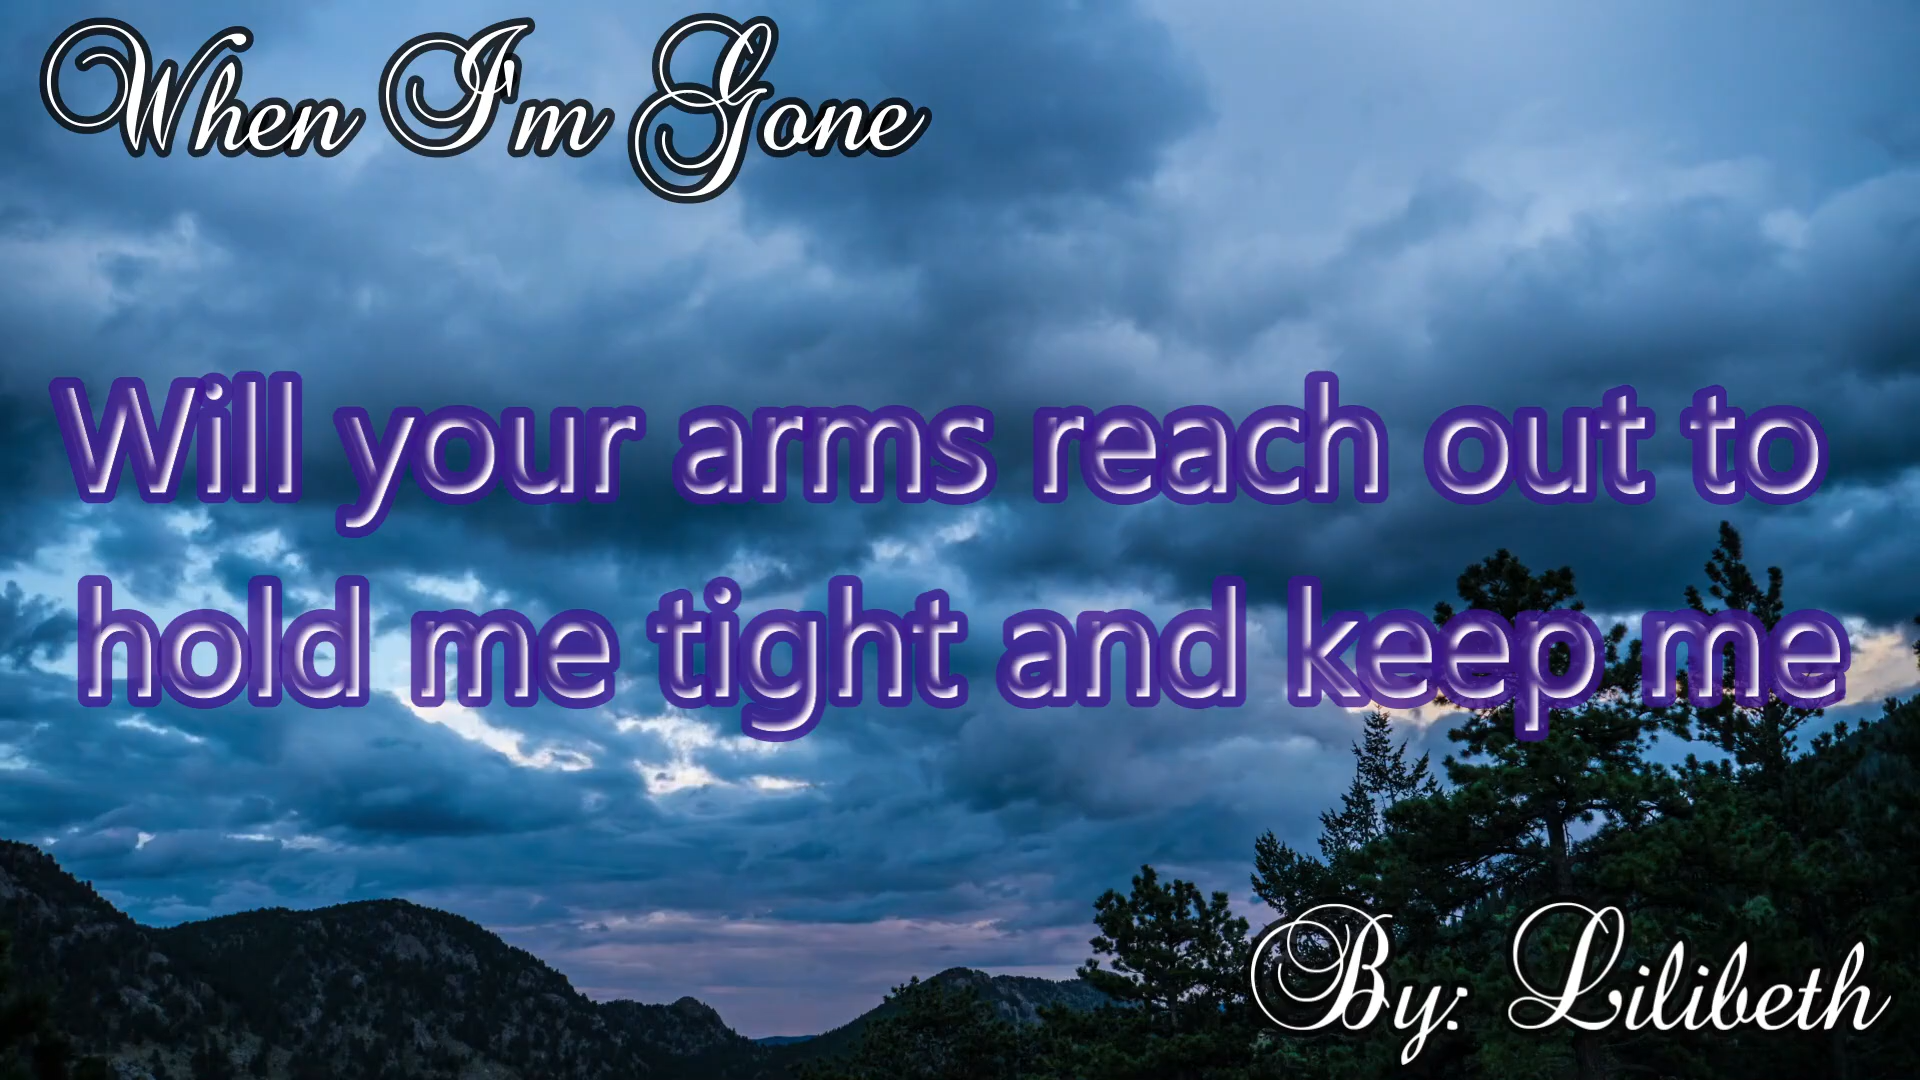 When I'm Gone
Will your arms reach out to
hold me tight and keep me
By: Lilibeth